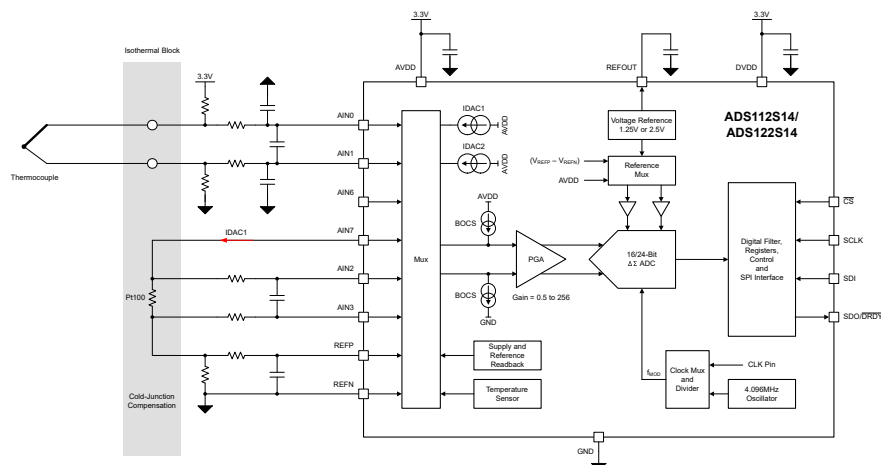 3.3V
3.3V
Isothermal Block
3.3V
AVDD
REFOUT
DVDD
ADS112S14/
ADS122S14
IDAC1
AVDD
Voltage Reference
1.25V or 2.5V
AIN0
IDAC2
AVDD
(VREFP – VREFN)
AVDD
Reference
Mux
AIN1
Thermocouple
AIN6
AVDD
BOCS
CS
IDAC1
AIN7
Mux
PGA
16/24-Bit
ΔΣ ADC
Digital Filter,
Registers,
Control
and
SPI Interface
SCLK
AIN2
SDI
Pt100
BOCS
Gain = 0.5 to 256
GND
AIN3
SDO/DRDY
REFP
Supply and
Reference
Readback
fMOD
Clock Mux
and
Divider
CLK Pin
REFN
Temperature
Sensor
4.096MHz
Oscillator
Cold-Junction
Compensation
GND